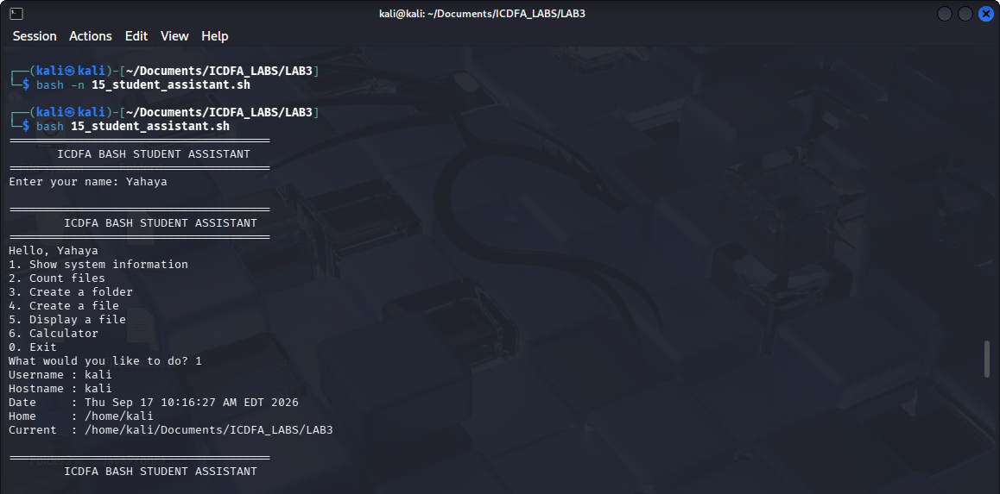 kali@kali: ~/Documents/ICDFA_LABS/LAB3
Session Actions Edit View Help
┌──(kali㉿kali)-[~/Documents/ICDFA_LABS/LAB3]
└─$ bash -n 15_student_assistant.sh
┌──(kali㉿kali)-[~/Documents/ICDFA_LABS/LAB3]
└─$ bash 15_student_assistant.sh
══════════════════════════════════════
ICDFA BASH STUDENT ASSISTANT
══════════════════════════════════════
Enter your name: Yahaya
══════════════════════════════════════
ICDFA BASH STUDENT ASSISTANT
══════════════════════════════════════
Hello, Yahaya
1. Show system information
2. Count files
3. Create a folder
4. Create a file
5. Display a file
6. Calculator
0. Exit
What would you like to do? 1
Username : kali
Hostname : kali
Date     : Thu Sep 17 10:16:27 AM EDT 2026
Home     : /home/kali
Current  : /home/kali/Documents/ICDFA_LABS/LAB3
══════════════════════════════════════
ICDFA BASH STUDENT ASSISTANT